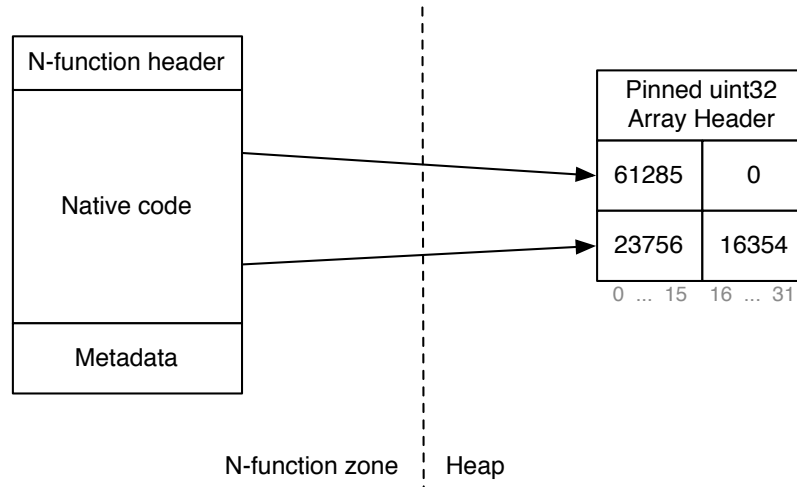 N-function header
Native code
Metadata
Pinned uint32
Array Header
61285 0
23756 16354
0 ... 15 16 ... 31
N-function zone Heap